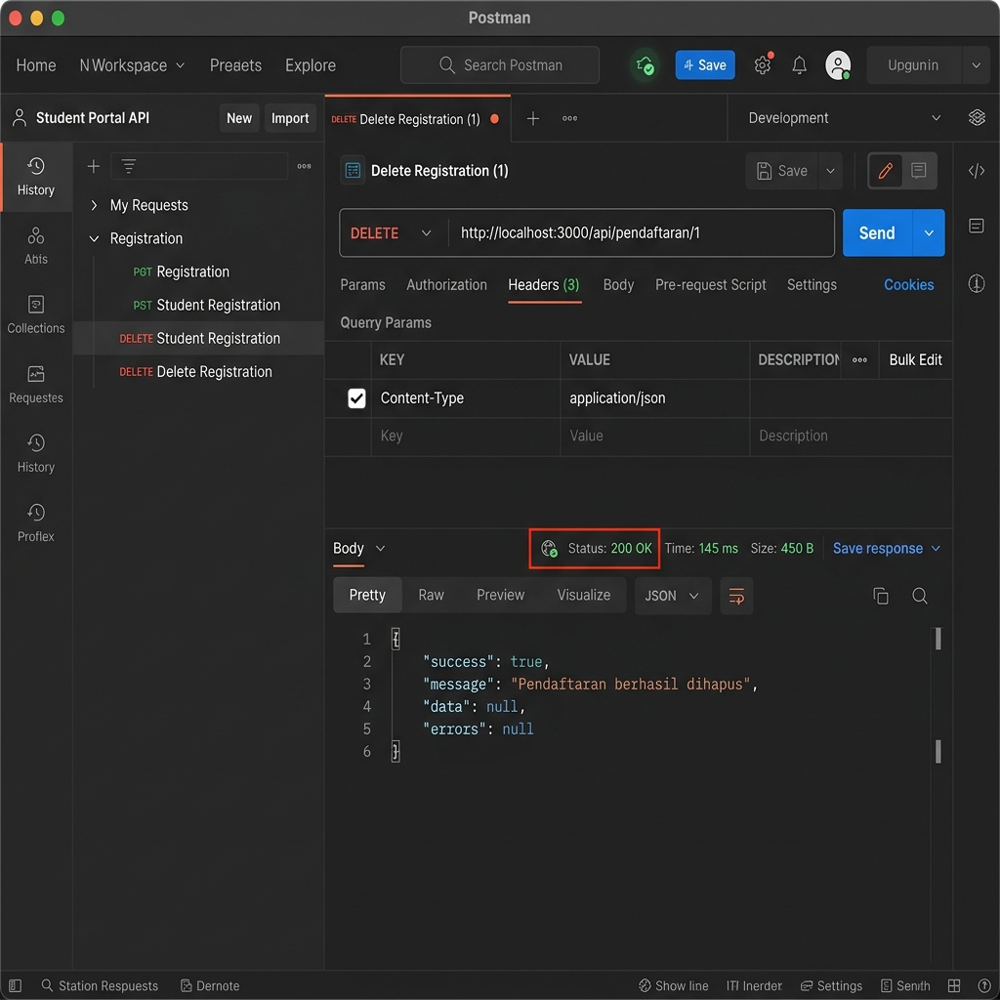 Postman
Home N Workspace Preæets Explore Search Postman Save Upgunin
Student Portal API New Import DELETE Delete Registration (1) Development
History
Abis
Collections
Requestes
History
Proflex
My Requests
Registration
PGT Registration
PST Student Registration
DELETE Student Registration
DELETE Delete Registration
Delete Registration (1) Save
DELETE http://localhost:3000/api/pendaftaran/1 Send
Params Authorization Headers (3) Body Pre-request Script Settings Cookies
Querry Params
KEY VALUE DESCRIPTION Bulk Edit
Content-Type application/json
Key Value Description
Body Status: 200 OK Time: 145 ms Size: 450 B Save response
Pretty Raw Preview Visualize JSON
1 {
2 "success": true,
3 "message": "Pendaftaran berhasil dihapus",
4 "data": null,
5 "errors": null
6 }
Station Respuests Dernote Show line Inerder Settings Senith